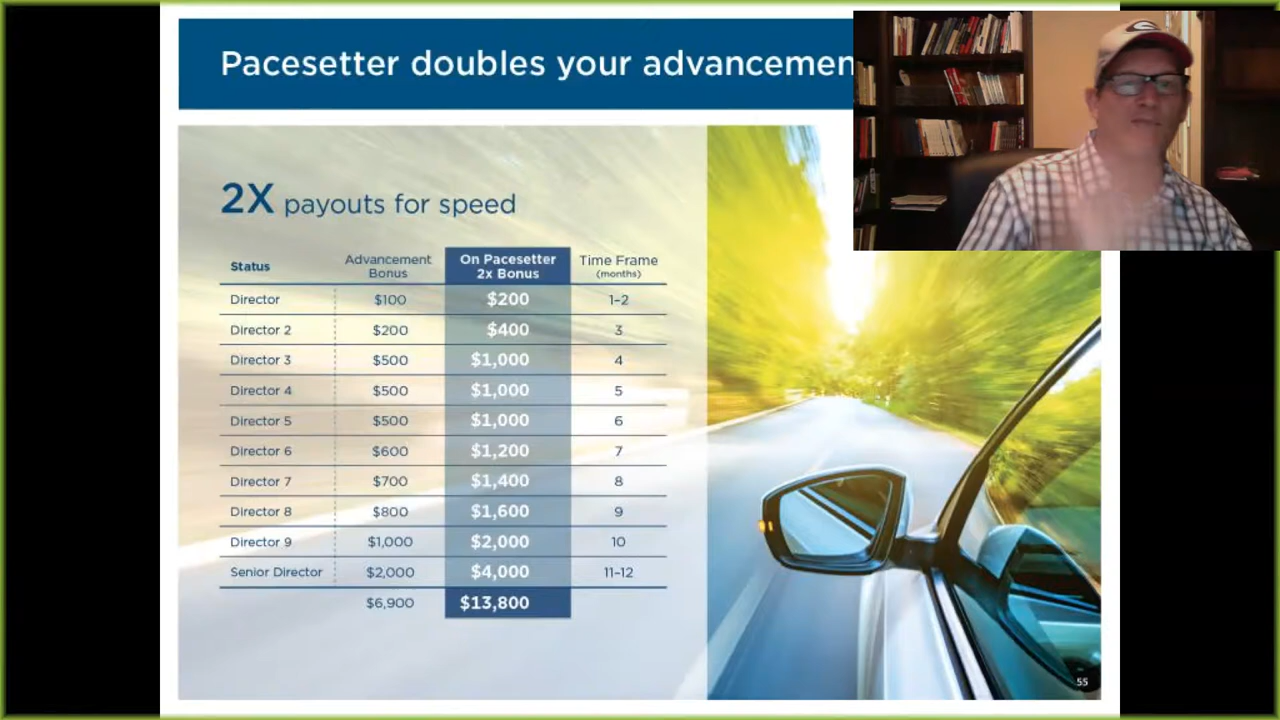 Pacesetter doubles your advancemen
2X payouts for speed
Status Advancement Bonus On Pacesetter 2x Bonus Time Frame (months)
Director $100 $200 1–2
Director 2 $200 $400 3
Director 3 $500 $1,000 4
Director 4 $500 $1,000 5
Director 5 $500 $1,000 6
Director 6 $600 $1,200 7
Director 7 $700 $1,400 8
Director 8 $800 $1,600 9
Director 9 $1,000 $2,000 10
Senior Director $2,000 $4,000 11–12
$6,900 $13,800
55